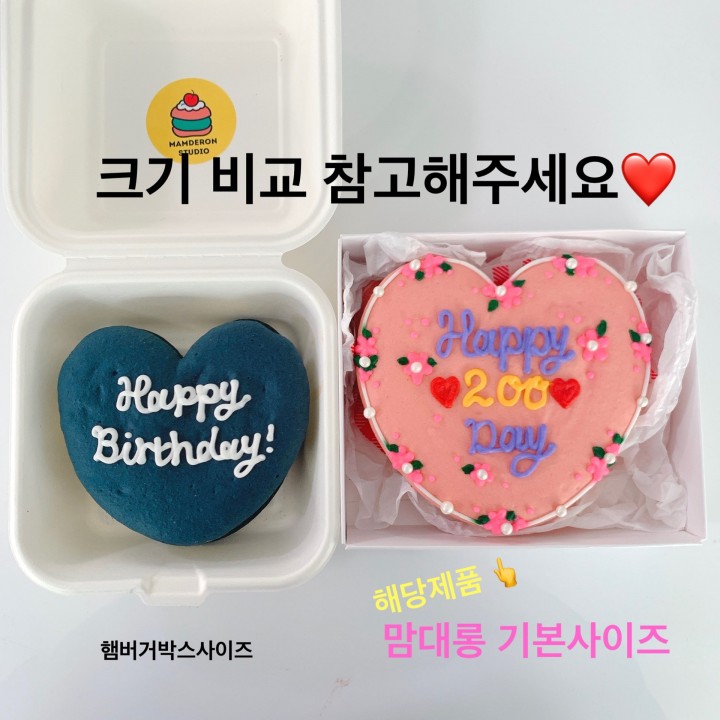 MAMDERON
STUDIO
크기 비교 참고해주세요❤️
Happy
Birthday!
Happy
❤200❤
Day
해당제품 👆
햄버거박스사이즈
맘대롱 기본사이즈